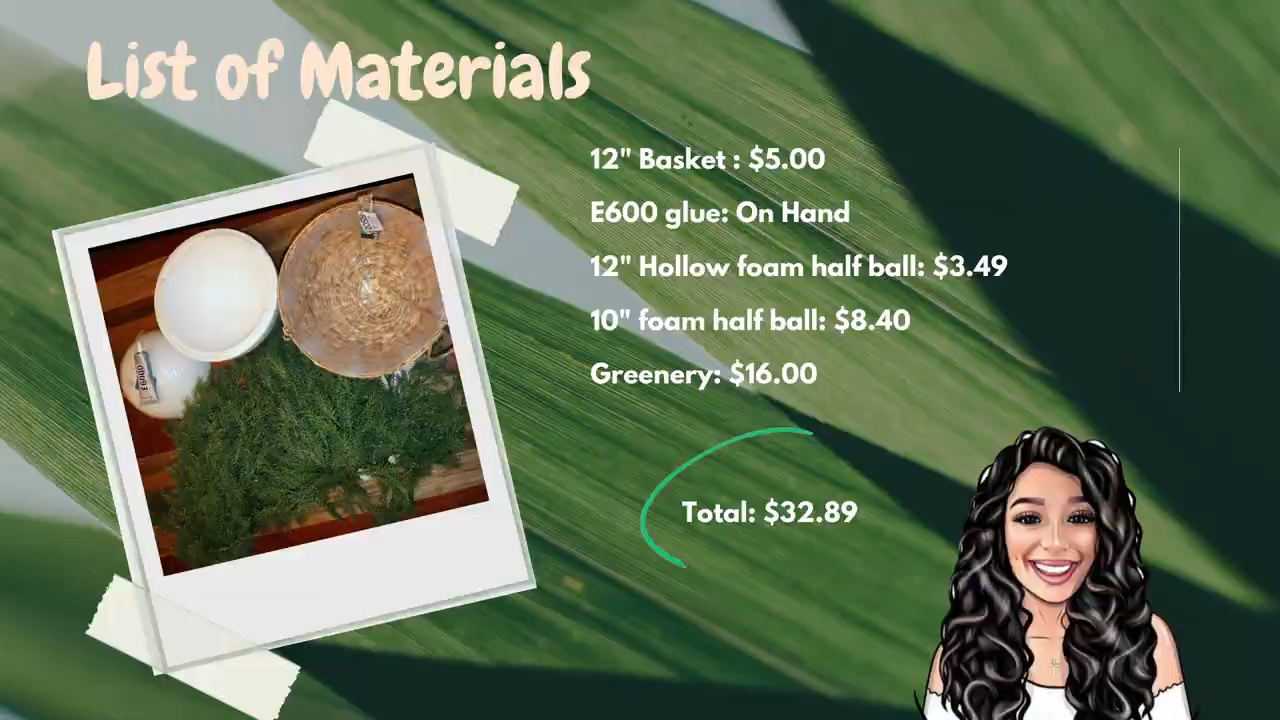 List of Materials
12" Basket : $5.00
E600 glue: On Hand
12" Hollow foam half ball: $3.49
10" foam half ball: $8.40
Greenery: $16.00
Total: $32.89
E6000